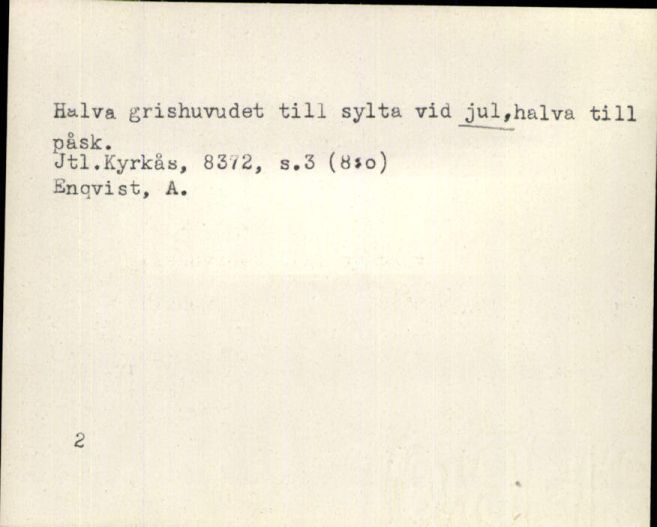 Halva grishuvudet till sylta vid jul,halva till
påsk.
Jtl.Kyrkås, 8372, s.3 (8:o)
Enqvist, A.
2